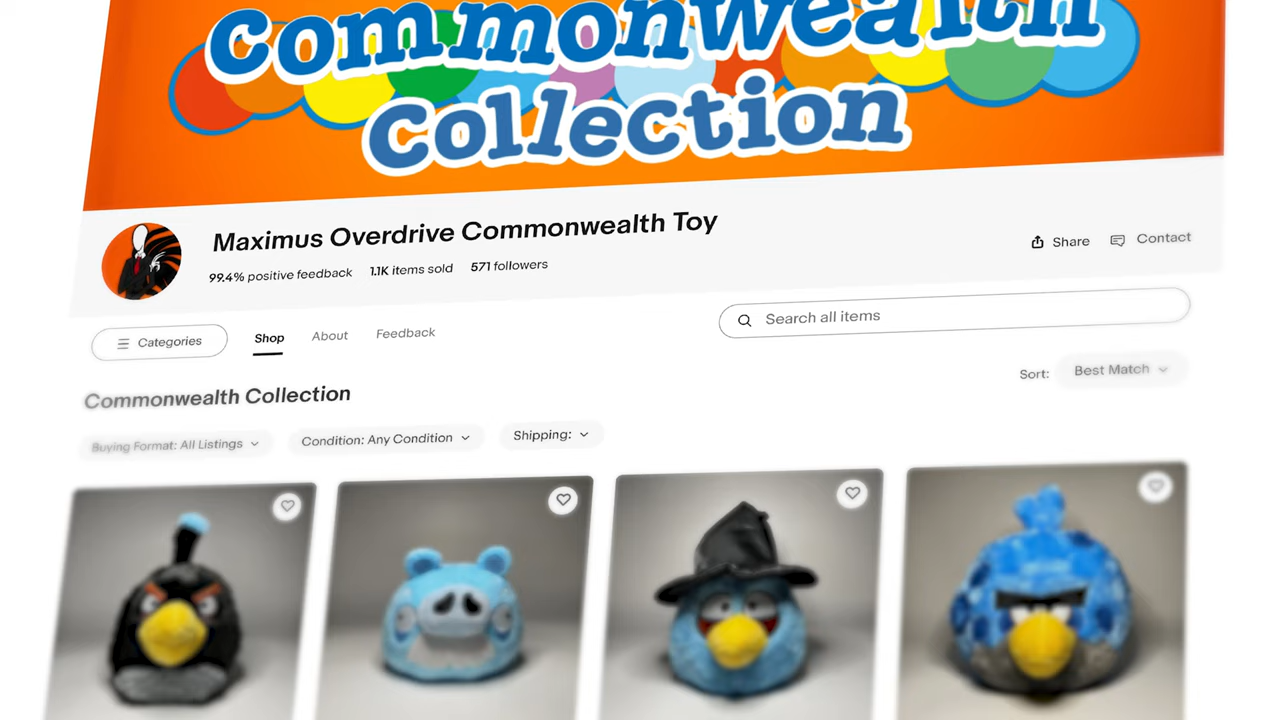 Commonwealth
Collection
Maximus Overdrive Commonwealth Toy
99.4% positive feedback 1.1K items sold 571 followers
Share Contact
Categories Shop About Feedback
Search all items
Commonwealth Collection
Sort: Best Match
Buying Format: All Listings Condition: Any Condition Shipping: